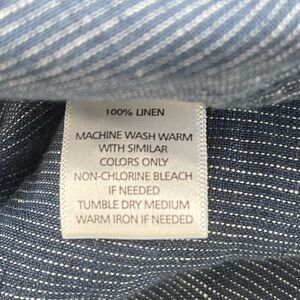 100% LINEN
MACHINE WASH WARM
WITH SIMILAR
COLORS ONLY
NON-CHLORINE BLEACH
IF NEEDED
TUMBLE DRY MEDIUM
WARM IRON IF NEEDED